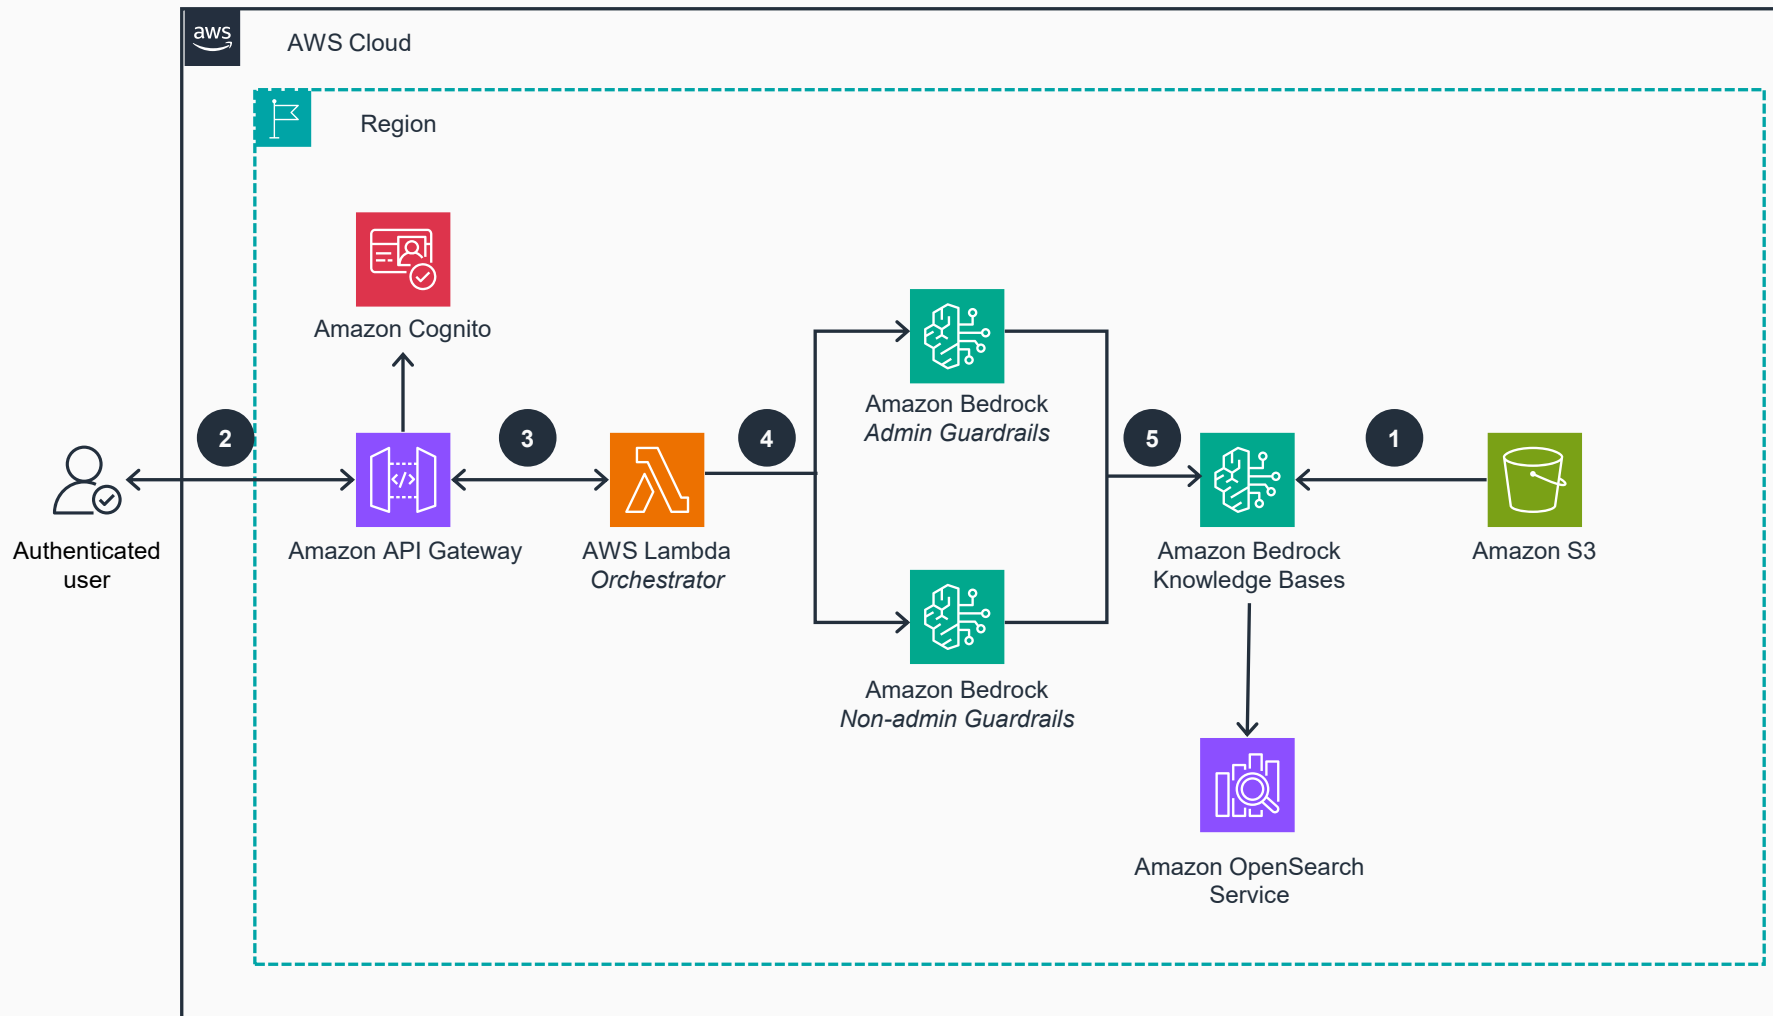 aws
AWS Cloud
Region
Amazon Cognito
2
3
4
Amazon Bedrock
Admin Guardrails
5
1
</>
Authenticated
user
Amazon API Gateway
AWS Lambda
Orchestrator
Amazon Bedrock
Knowledge Bases
Amazon S3
Amazon Bedrock
Non-admin Guardrails
Amazon OpenSearch
Service